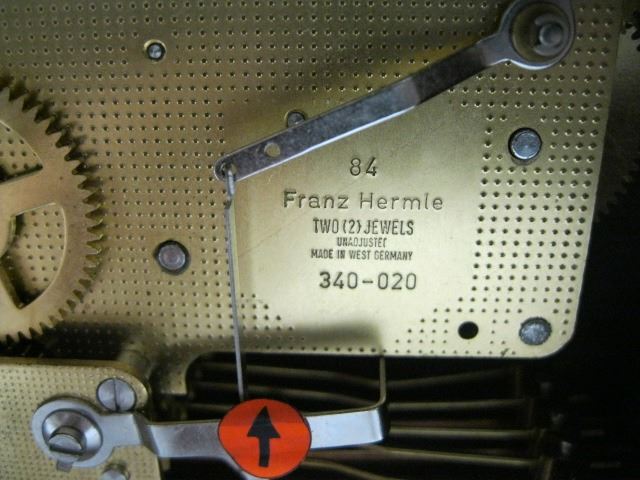 84
Franz Hermle
TWO (2) JEWELS
UNADJUSTED
MADE IN WEST GERMANY
340-020